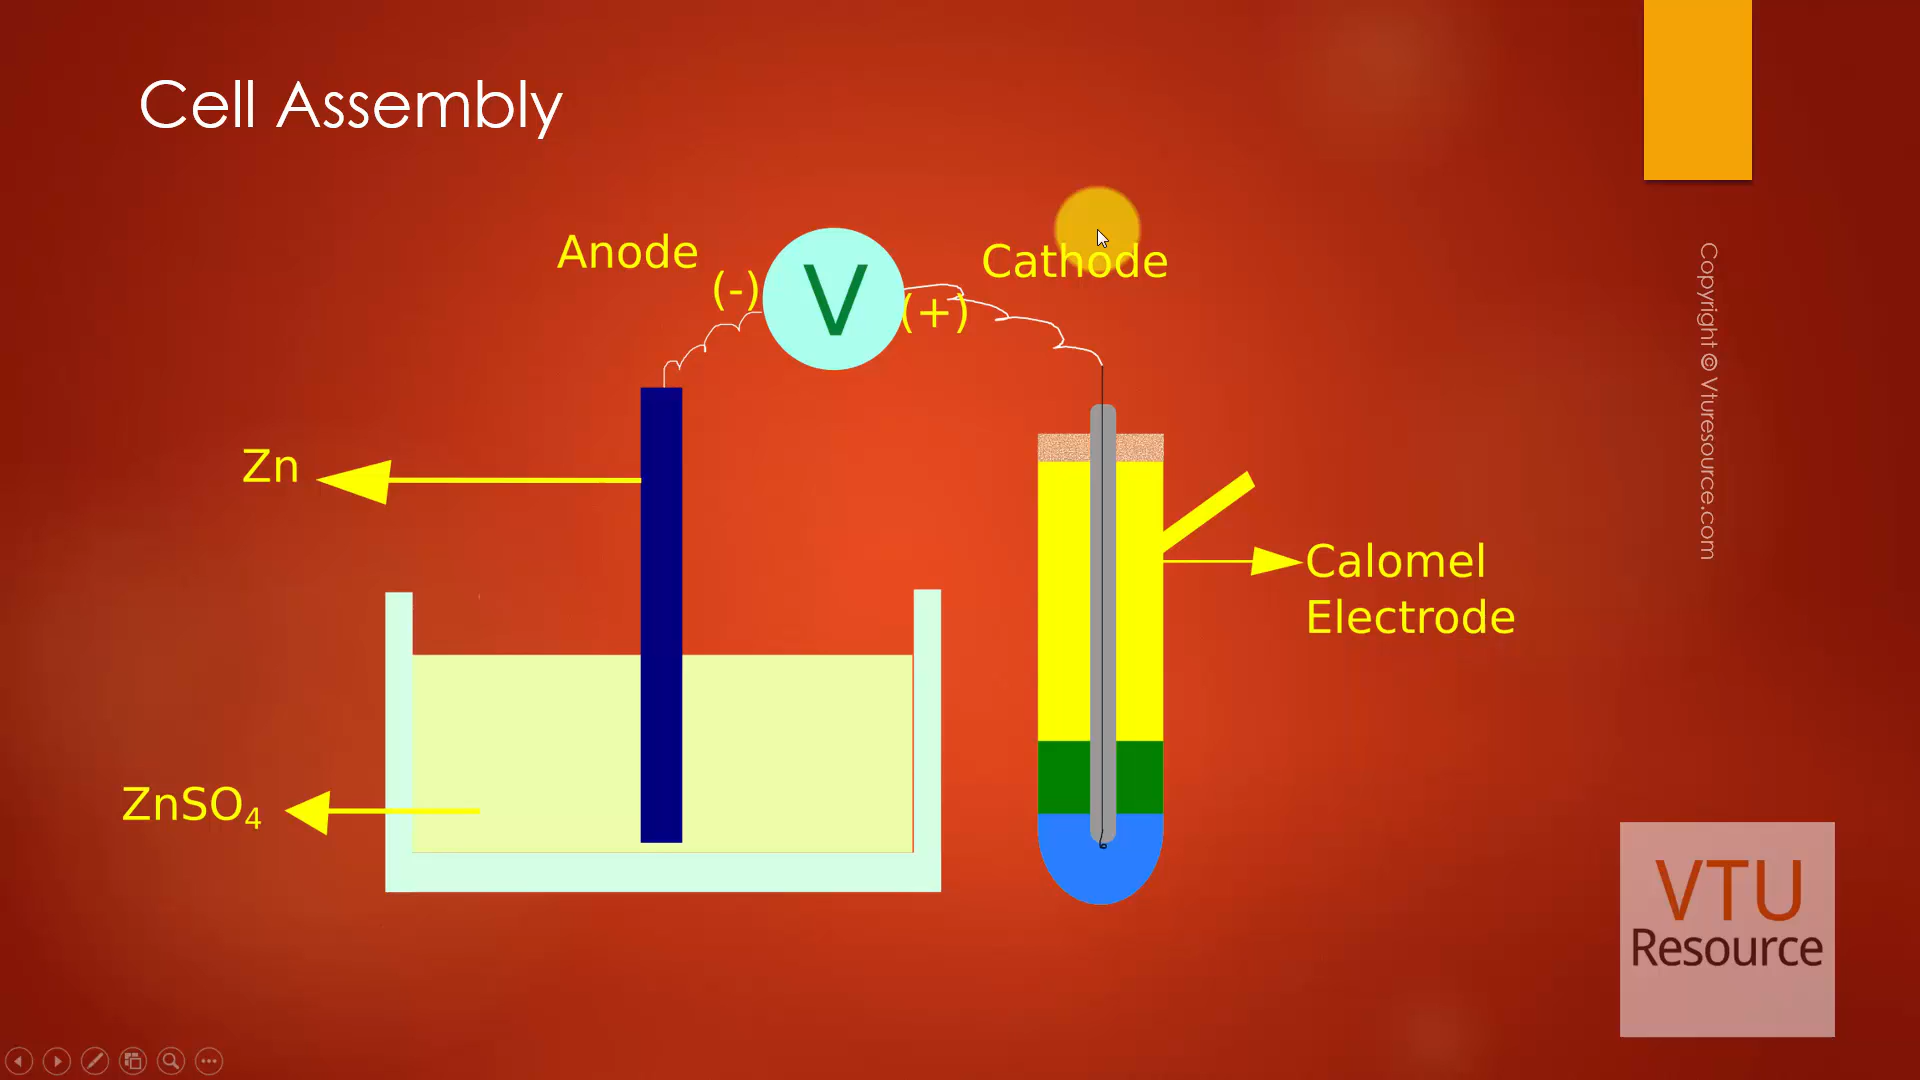 Cell Assembly
Anode
(-)
V
(+)
Cathode
Zn
Calomel
Electrode
ZnSO₄
Copyright © Vturesource.com
VTU
Resource